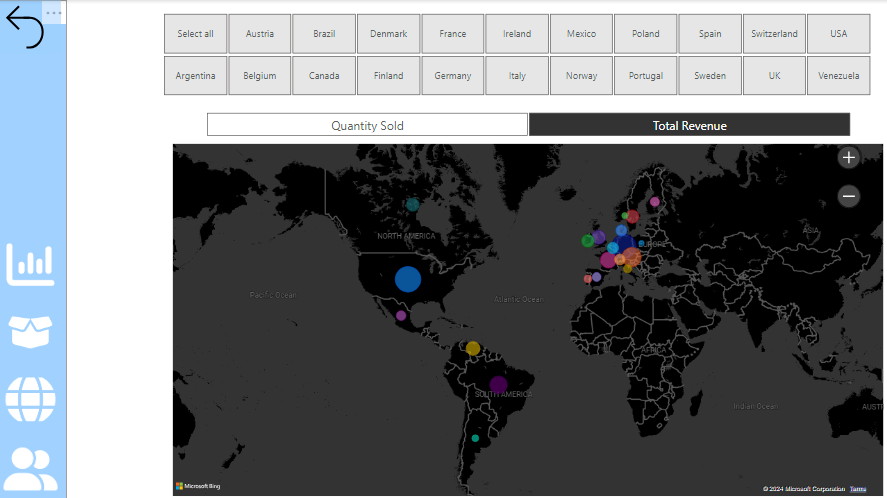 Select all Austria Brazil Denmark France Ireland Mexico Poland Spain Switzerland USA
Argentina Belgium Canada Finland Germany Italy Norway Portugal Sweden UK Venezuela
Quantity Sold Total Revenue
ASIA
NORTH AMERICA EUROPE
Pacific Ocean Atlantic Ocean
AFRICA
SOUTH AMERICA
Indian Ocean AUST
Microsoft Bing © 2024 Microsoft Corporation Terms